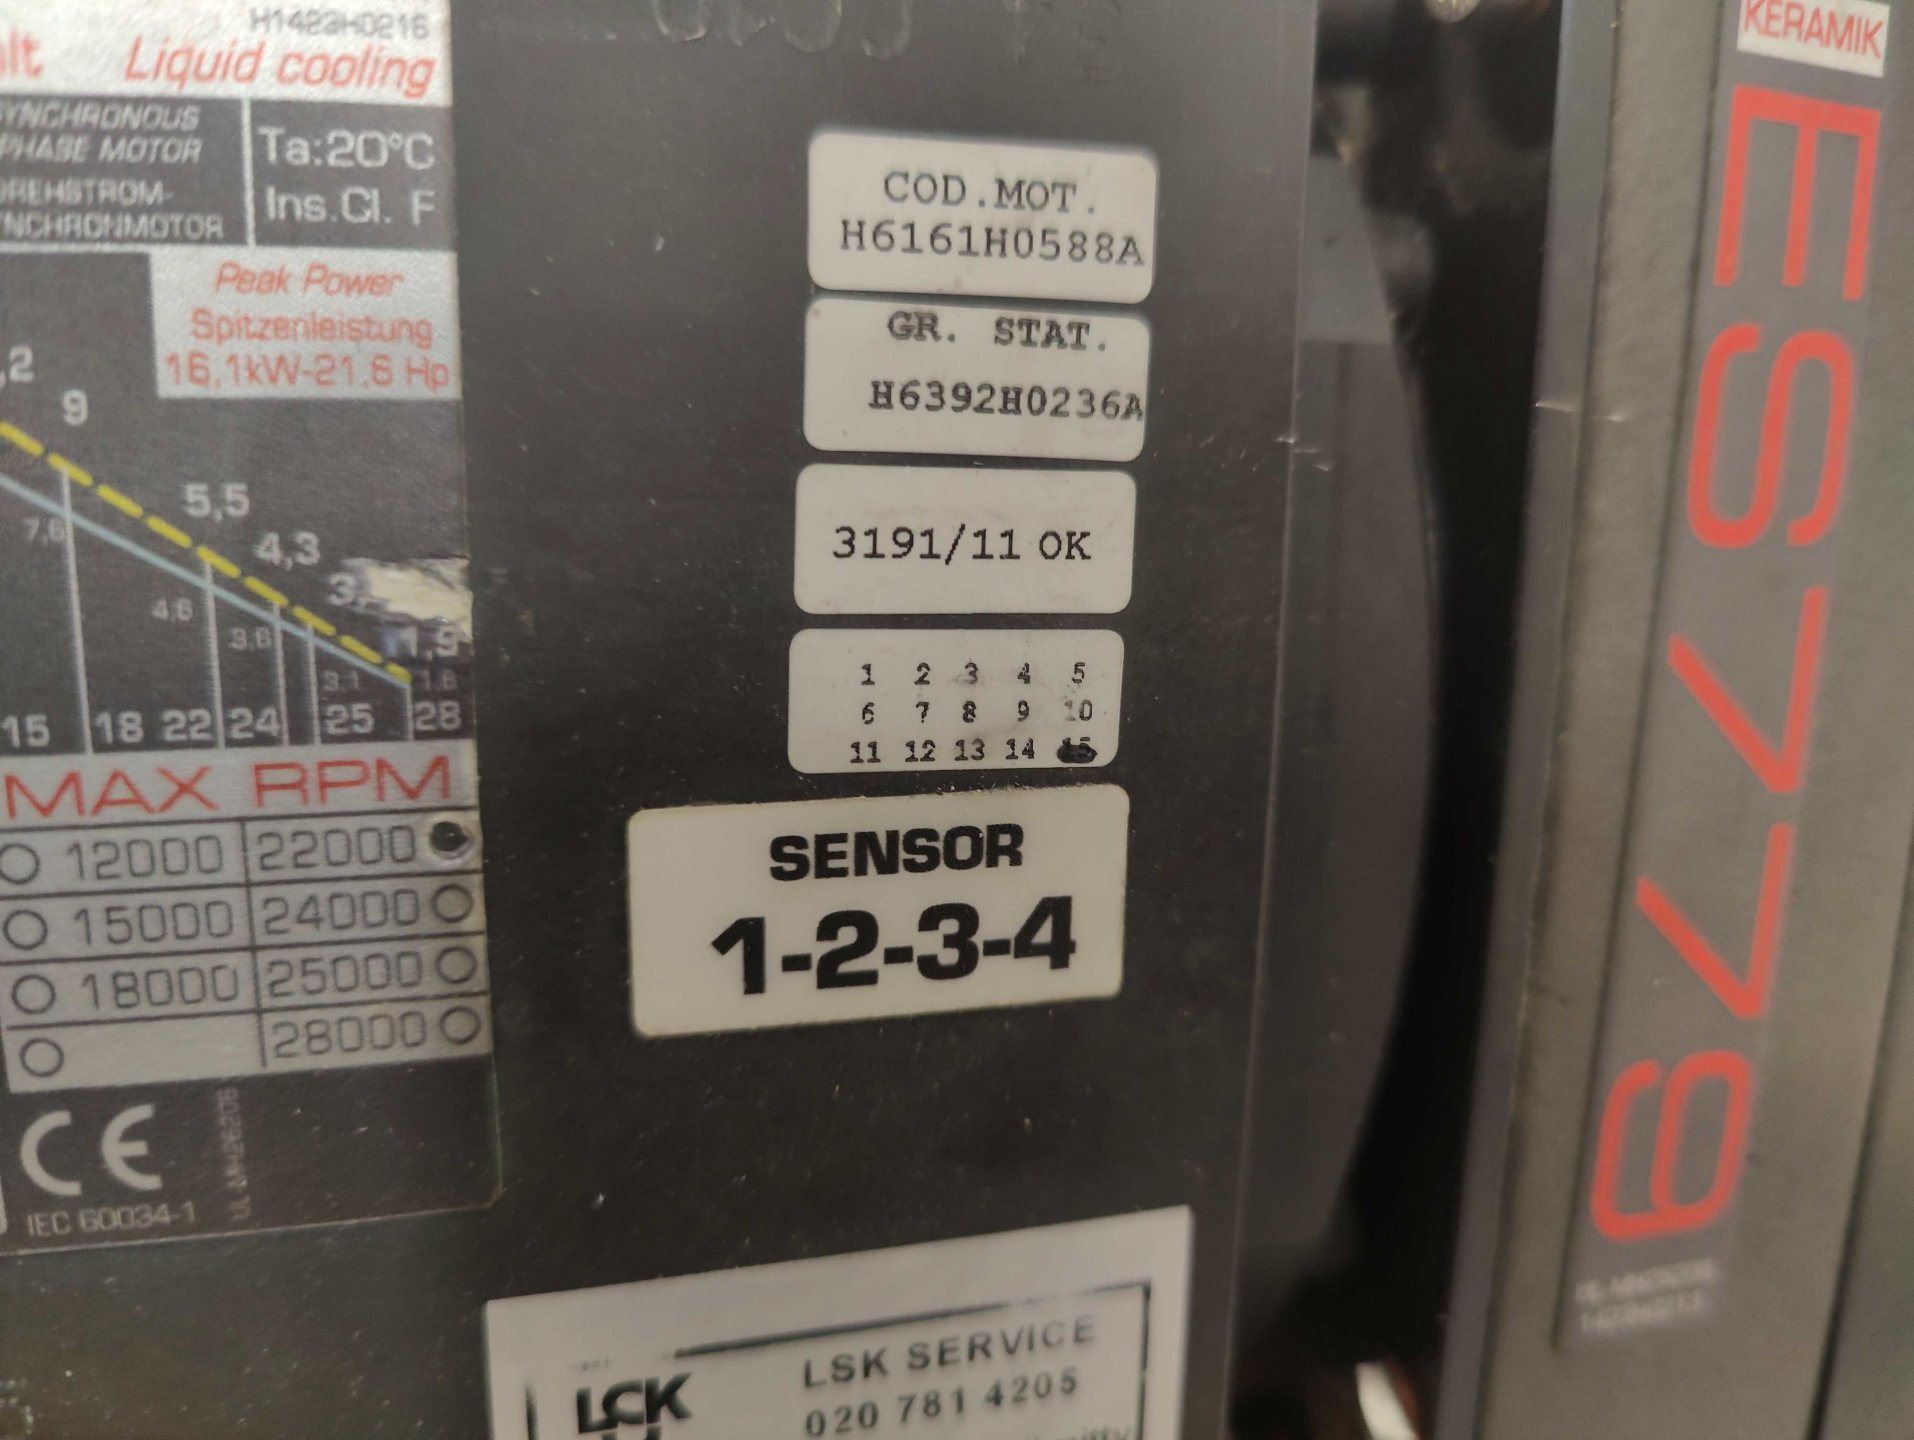 H1423H0216
Liquid cooling
SYNCHRONOUS
PHASE MOTOR
DREHSTROM-
SYNCHRONMOTOR
Ta:20°C
Ins.Cl. F
Peak Power
Spitzenleistung
16,1kW-21,6 Hp
9
5,5
4,3
3,
1,9
7,6
4,6
3,6
3,1
1,8
15 18 22 24 25 28
MAX RPM
12000 22000
15000 24000
18000 25000
28000
CE
IEC 60034-1
COD.MOT.
H6161H0588A
GR. STAT.
H6392H0236A
3191/11 OK
1 2 3 4 5
6 7 8 9 10
11 12 13 14 15
SENSOR
1-2-3-4
LSK
LSK SERVICE
020 781 4205
KERAMIK
ES779